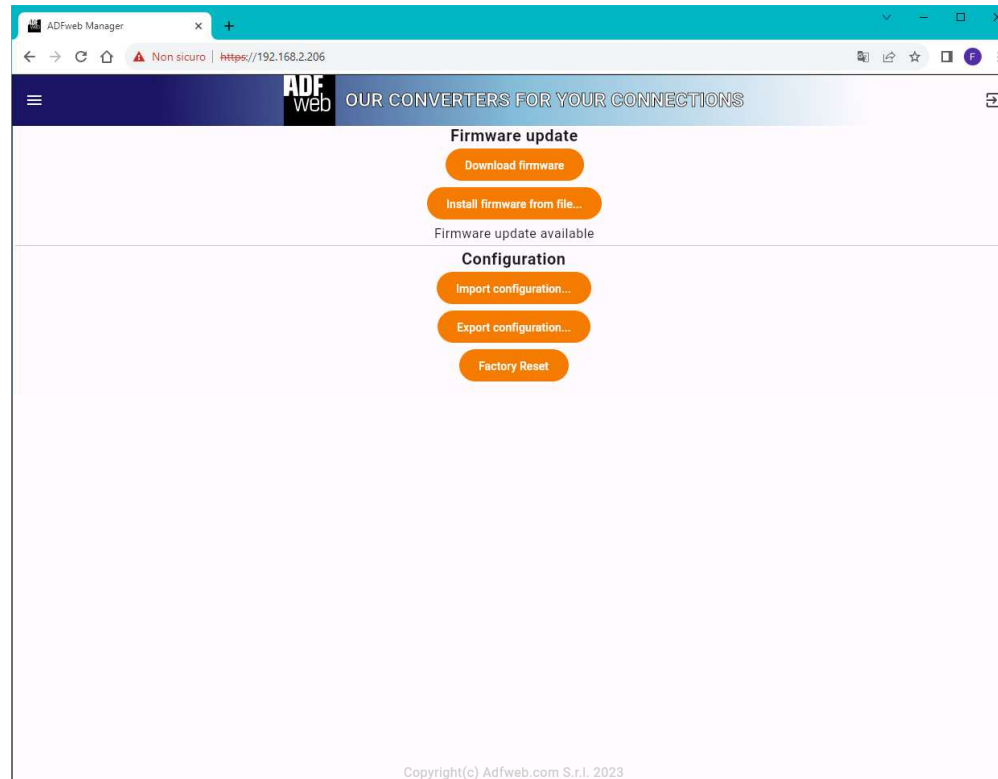 ADFweb Manager
Non sicuro | https://192.168.2.206
F
ADF
web
OUR CONVERTERS FOR YOUR CONNECTIONS
Firmware update
Download firmware
Install firmware from file...
Firmware update available
Configuration
Import configuration...
Export configuration...
Factory Reset
Copyright(c) Adfweb.com S.r.l. 2023